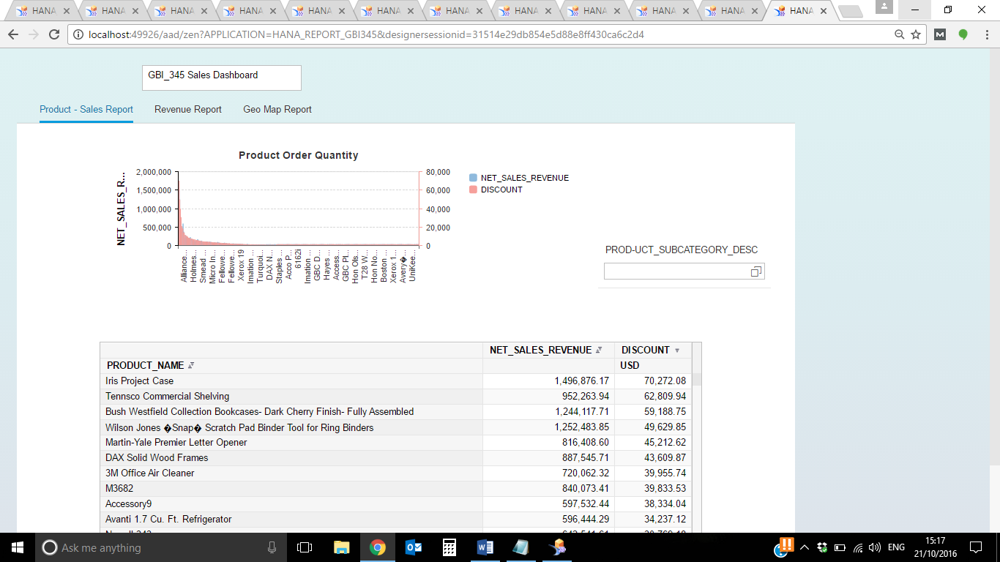 HANA HANA HANA HANA HANA HANA HANA HANA HANA HANA HANA HANA
localhost:49926/aad/zen?APPLICATION=HANA_REPORT_GBI345&designersessionid=31514e29db854e5d88e8ff430ca6c2d4
GBI_345 Sales Dashboard
Product - Sales Report Revenue Report Geo Map Report
Product Order Quantity
NET_SALES_R...
2,000,000
1,500,000
1,000,000
500,000
0
80,000
60,000
40,000
20,000
0
NET_SALES_REVENUE
DISCOUNT
Alliance...
Holmes...
Smead ...
Micro In...
Fellowe...
Fellowe...
Xerox 19
Imation ...
Turquoi...
DAX N...
Staples ...
Acco P...
6162i
Imation ...
GBC D...
Hayes ...
Access...
GBC Pl...
Hon Ols...
T28 W...
Hon No...
Boston ...
Xerox 1...
Avery�...
UniKee...
PROD-UCT_SUBCATEGORY_DESC
NET_SALES_REVENUE DISCOUNT
PRODUCT_NAME USD
Iris Project Case 1,496,876.17 70,272.08
Tennsco Commercial Shelving 952,263.94 62,809.94
Bush Westfield Collection Bookcases- Dark Cherry Finish- Fully Assembled 1,244,117.71 59,188.75
Wilson Jones �Snap� Scratch Pad Binder Tool for Ring Binders 1,252,483.85 49,629.85
Martin-Yale Premier Letter Opener 816,408.60 45,212.62
DAX Solid Wood Frames 887,545.71 43,609.87
3M Office Air Cleaner 720,062.32 39,955.74
M3682 840,073.41 39,833.53
Accessory9 597,532.44 38,334.04
Avanti 1.7 Cu. Ft. Refrigerator 596,444.29 34,237.12
Ask me anything
ENG
15:17
21/10/2016